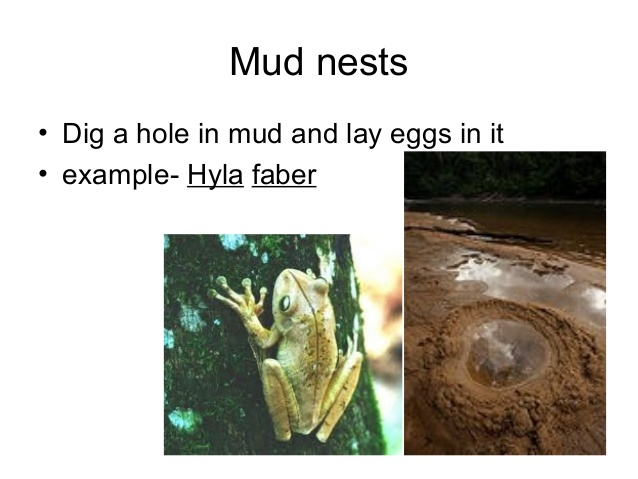 Mud nests
• Dig a hole in mud and lay eggs in it
• example- Hyla faber